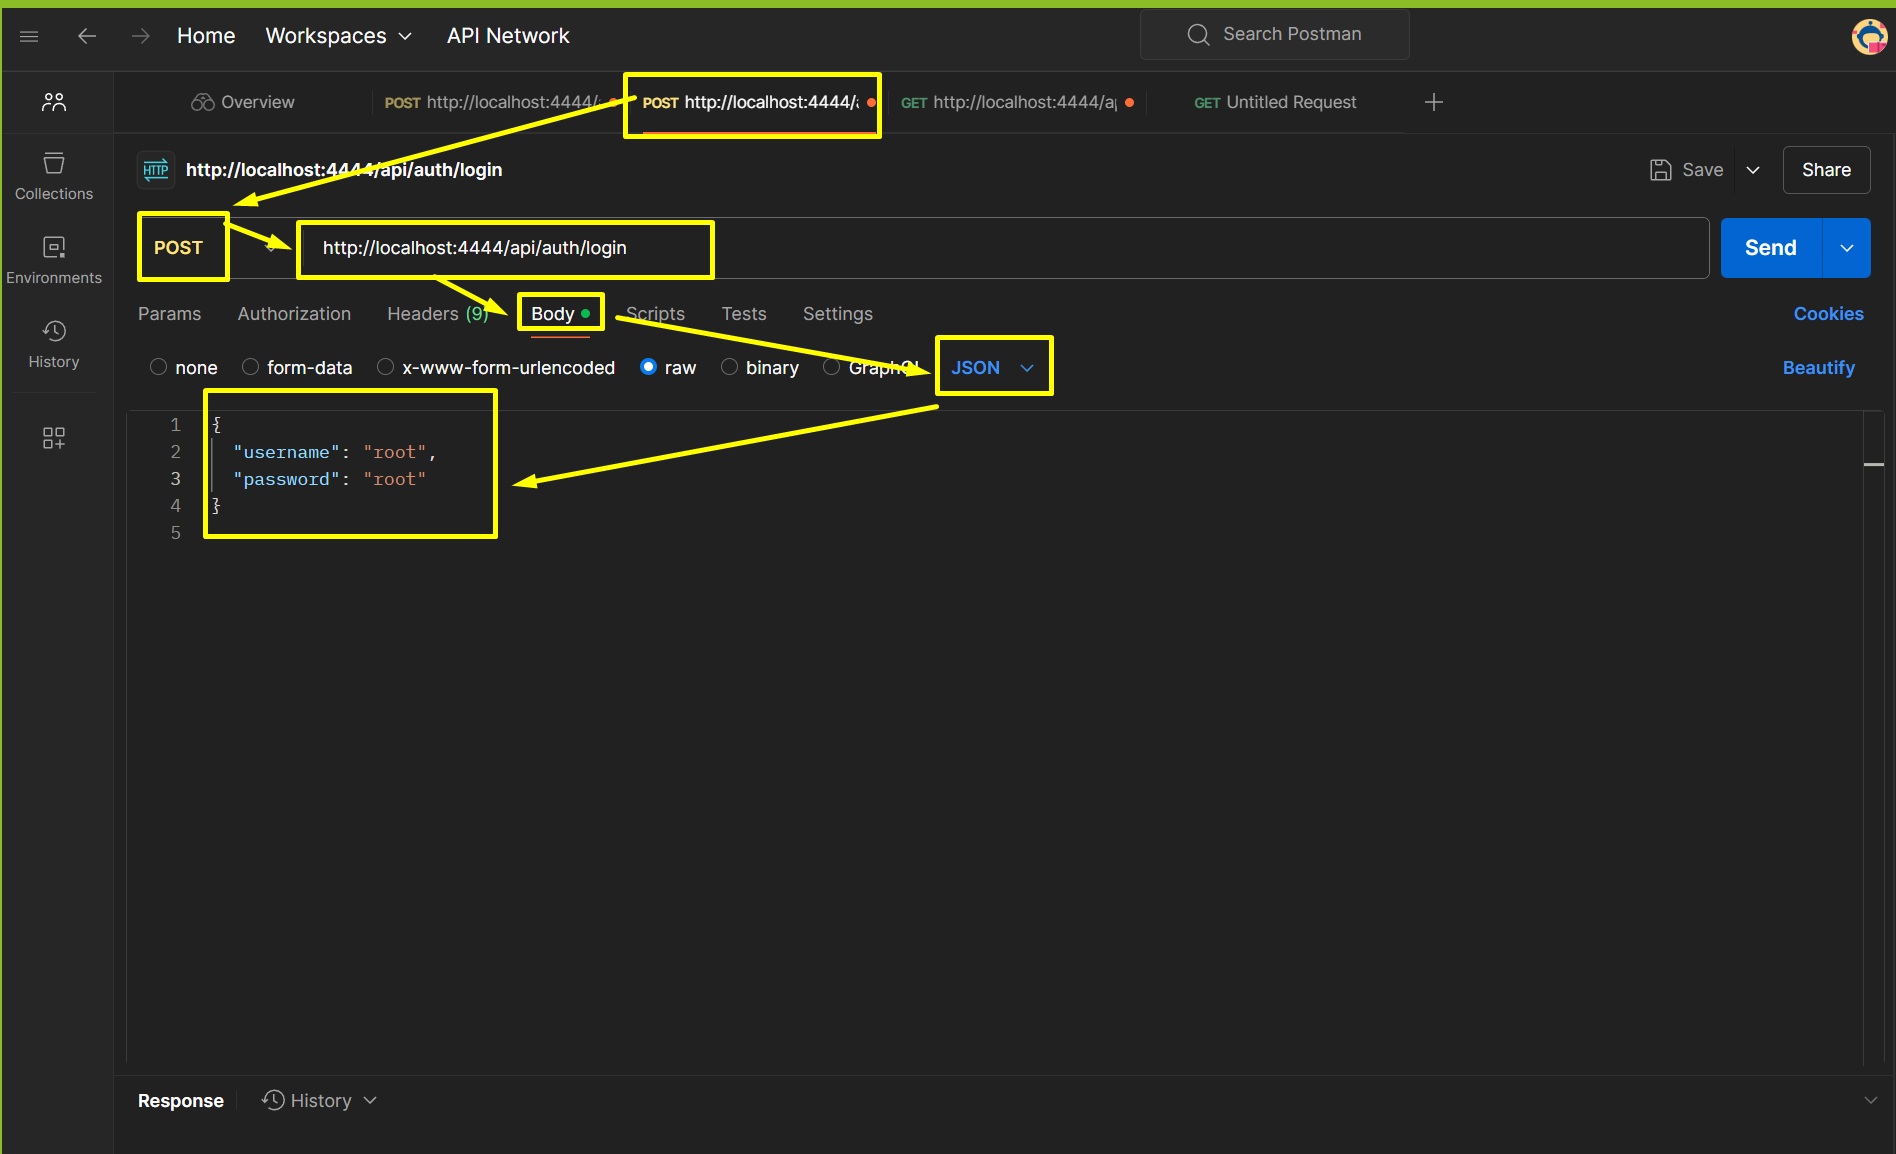 Home Workspaces API Network Search Postman
Overview POST http://localhost:4444/ POST http://localhost:4444/a GET http://localhost:4444/a GET Untitled Request
HTTP http://localhost:4444/api/auth/login Save Share
Collections
POST http://localhost:4444/api/auth/login Send
Environments
Params Authorization Headers (9) Body Scripts Tests Settings Cookies
History
none form-data x-www-form-urlencoded raw binary GraphQL JSON Beautify
1 {
2 "username": "root",
3 "password": "root"
4 }
5
Response History